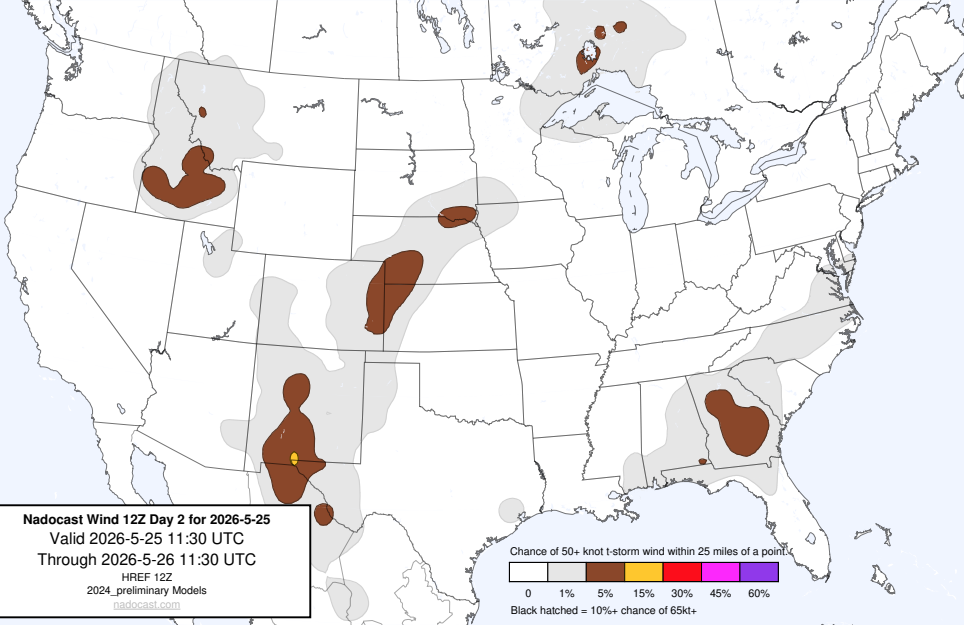 Nadocast Wind 12Z Day 2 for 2026-5-25
Valid 2026-5-25 11:30 UTC
Through 2026-5-26 11:30 UTC
HREF 12Z
2024_preliminary Models
nadocast.com
Chance of 50+ knot t-storm wind within 25 miles of a point.
0 1% 5% 15% 30% 45% 60%
Black hatched = 10%+ chance of 65kt+